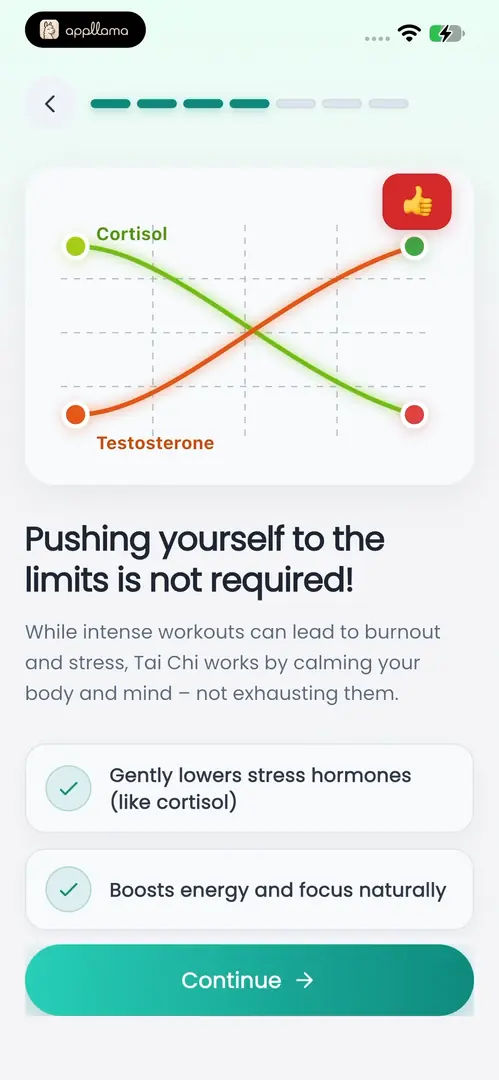 appllama
Cortisol
Testosterone
Pushing yourself to the
limits is not required!
While intense workouts can lead to burnout
and stress, Tai Chi works by calming your
body and mind – not exhausting them.
Gently lowers stress hormones
(like cortisol)
Boosts energy and focus naturally
Continue →